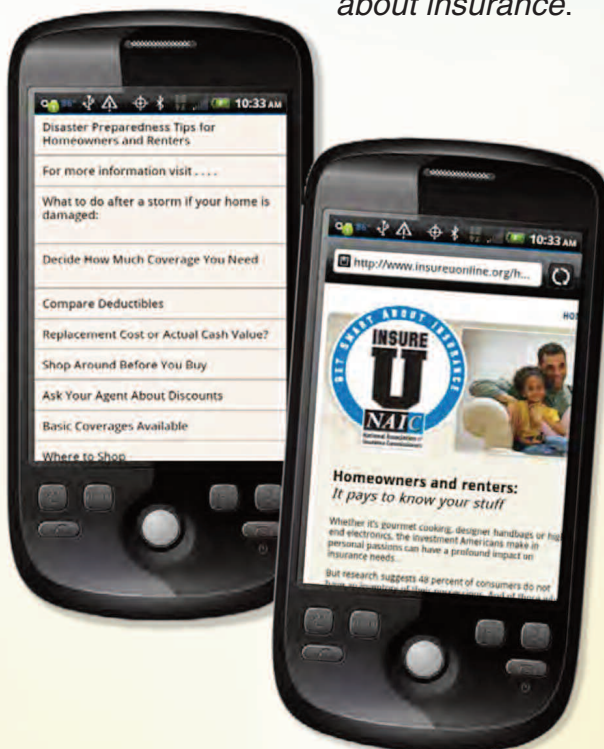 about insurance.
10:33 AM
Disaster Preparedness Tips for
Homeowners and Renters
For more information visit . . . .
What to do after a storm if your home is
damaged:
Decide How Much Coverage You Need
Compare Deductibles
Replacement Cost or Actual Cash Value?
Shop Around Before You Buy
Ask Your Agent About Discounts
Basic Coverages Available
Where to Shop
10:33 AM
http://www.insureuonline.org/h...
HO
GET SMART ABOUT INSURANCE
INSURE
U
NAIC
National Association of
Insurance Commissioners
Homeowners and renters:
It pays to know your stuff
Whether it's gourmet cooking, designer handbags or high
end electronics, the investment Americans make in
personal passions can have a profound impact on
insurance needs.
But research suggests 48 percent of consumers do not